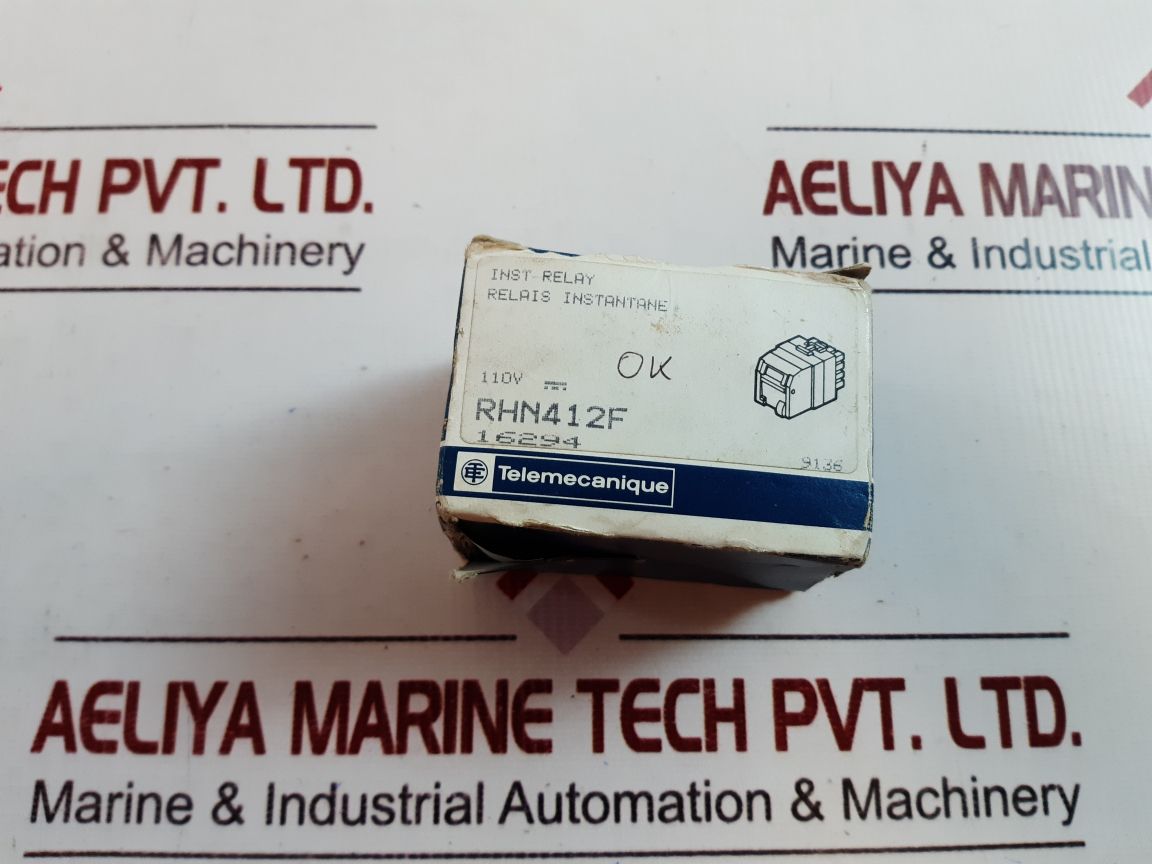 ECH PVT. LTD.
ation & Machinery
AELIYA MARIN
Marine & Industrial
INST RELAY
RELAIS INSTANTANE
OK
110V
RHN412F
16294
9136
Telemecanique
AELIYA MARINE TECH PVT. LTD.
Marine & Industrial Automation & Machinery